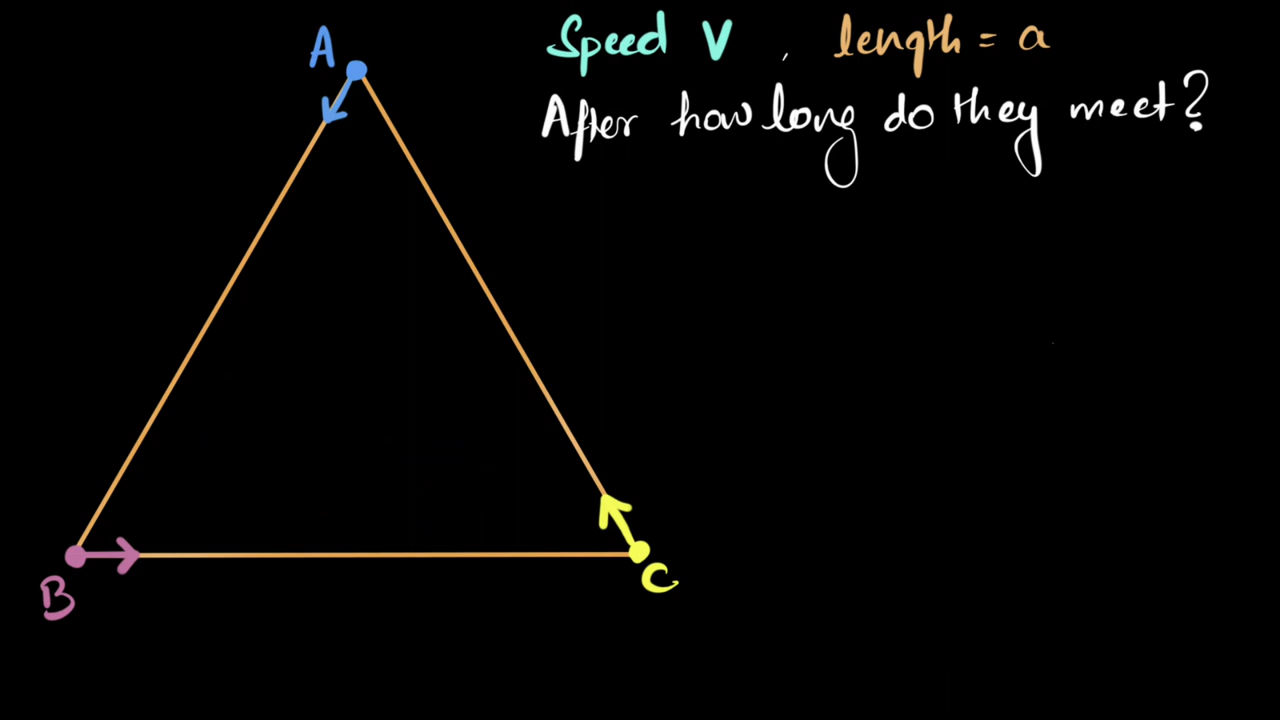 A
Speed V, length = a
After how long do they meet?
B
C